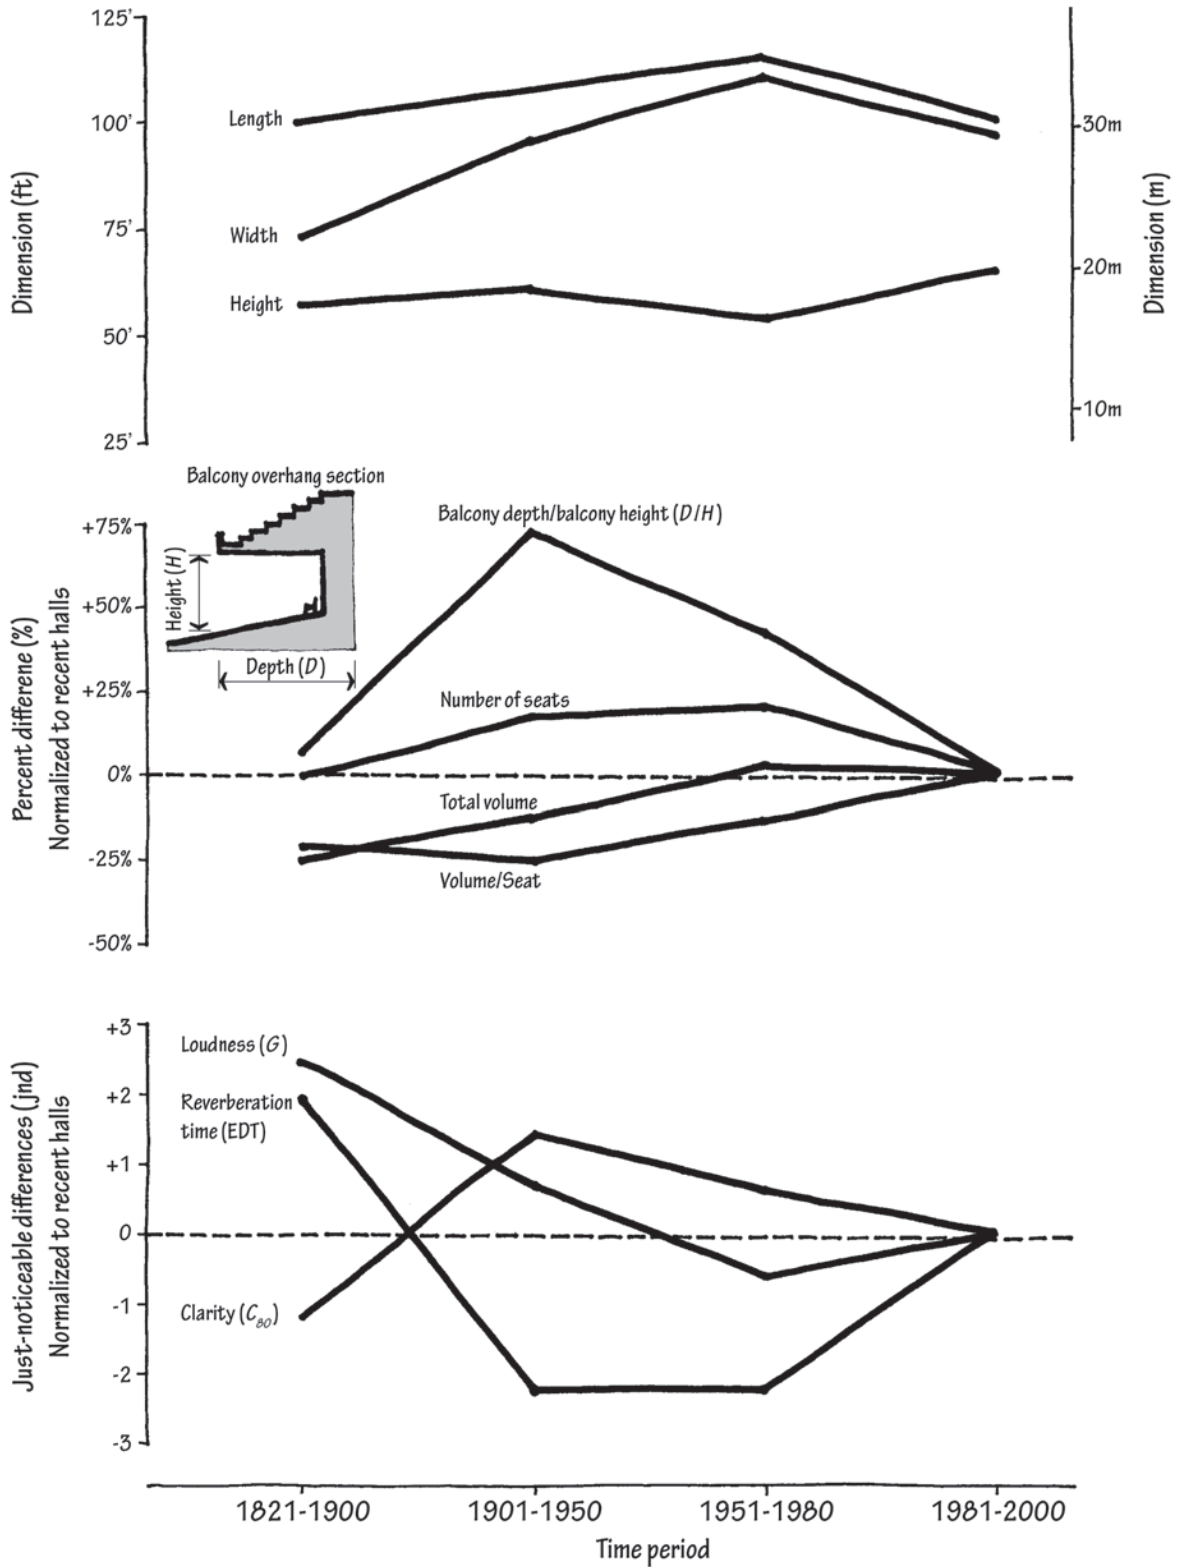 125'
Length
100'
30m
Width
75'
20m
Height
50'
10m
25'
Dimension (ft)
Dimension (m)
Balcony overhang section
Height (H)
Depth (D)
+75%
Balcony depth/balcony height (D/H)
+50%
+25%
Number of seats
0%
Total volume
-25%
Volume/Seat
-50%
Percent differene (%)
Normalized to recent halls
+3
Loudness (G)
+2
Reverberation
time (EDT)
+1
0
-1
Clarity (C80)
-2
-3
Just-noticeable differences (jnd)
Normalized to recent halls
1821-1900 1901-1950 1951-1980 1981-2000
Time period